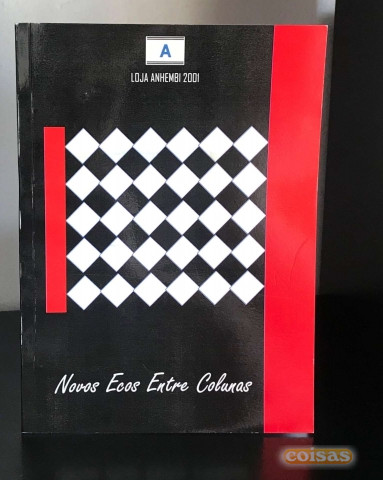 A
LOJA ANHEMBI 2001
Novos Ecos Entre Colunas
coisas